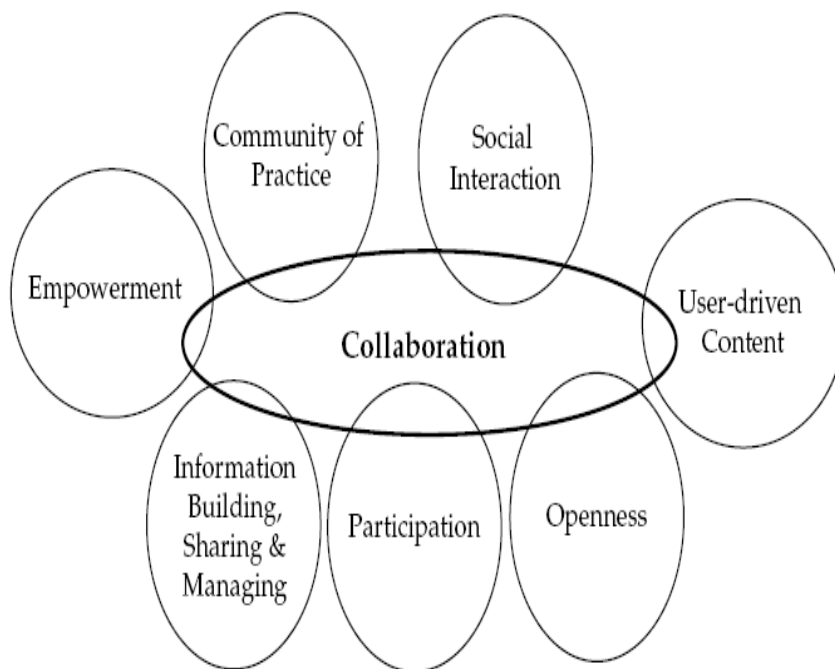 Community of
Practice
Social
Interaction
Empowerment
User-driven
Content
Collaboration
Information
Building,
Sharing &
Managing
Participation
Openness